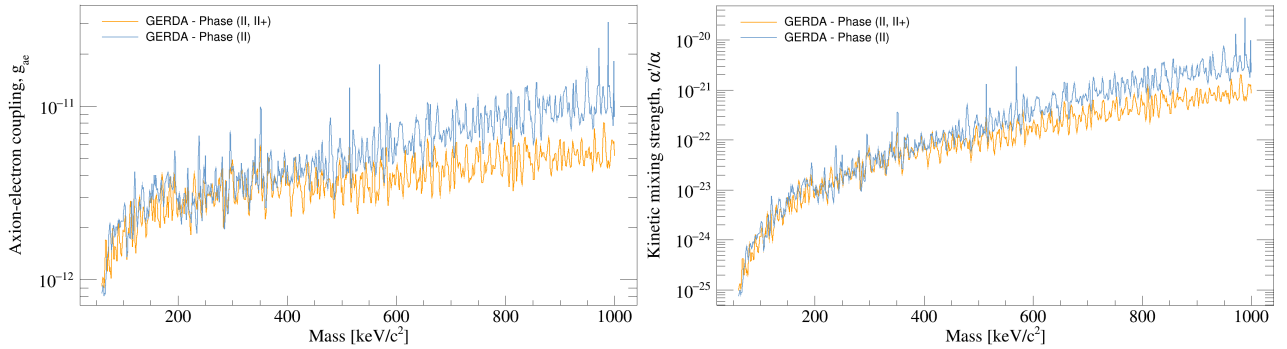 GERDA - Phase (II, II+)
GERDA - Phase (II)
Axion-electron coupling, g_ae
10⁻¹¹
10⁻¹²
200 400 600 800 1000
Mass [keV/c²]
GERDA - Phase (II, II+)
GERDA - Phase (II)
Kinetic mixing strength, α'/α
10⁻²⁰
10⁻²¹
10⁻²²
10⁻²³
10⁻²⁴
10⁻²⁵
200 400 600 800 1000
Mass [keV/c²]